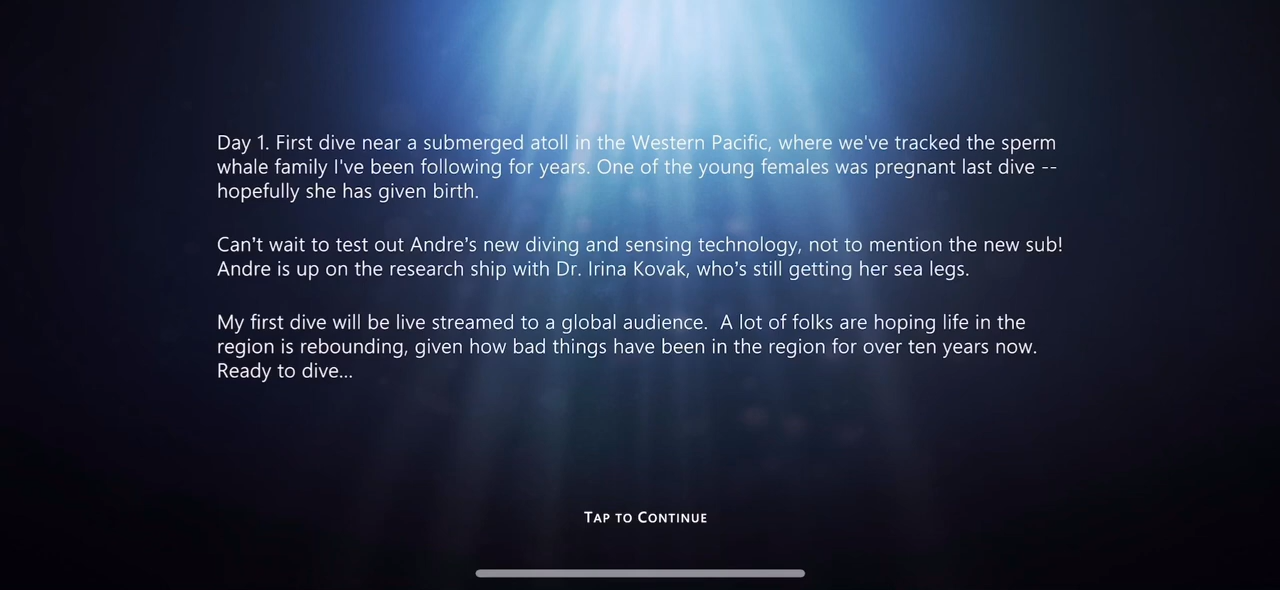 Day 1. First dive near a submerged atoll in the Western Pacific, where we've tracked the sperm
whale family I've been following for years. One of the young females was pregnant last dive --
hopefully she has given birth.
Can’t wait to test out Andre’s new diving and sensing technology, not to mention the new sub!
Andre is up on the research ship with Dr. Irina Kovak, who’s still getting her sea legs.
My first dive will be live streamed to a global audience.  A lot of folks are hoping life in the
region is rebounding, given how bad things have been in the region for over ten years now.
Ready to dive...
TAP TO CONTINUE